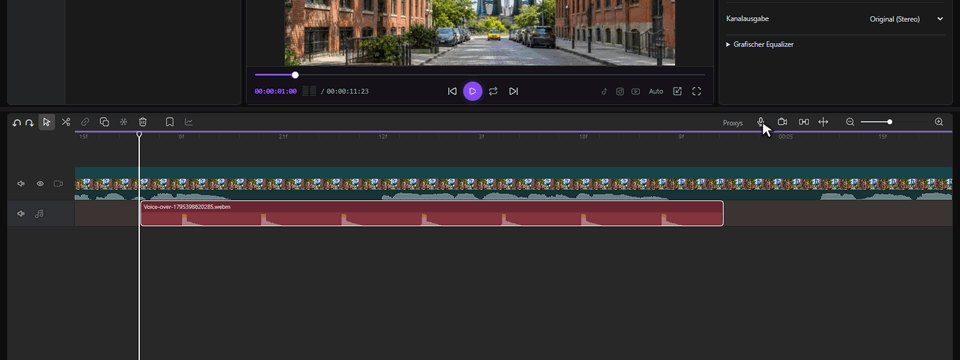 Kanalausgabe
Original (Stereo)
Grafischer Equalizer
00:00:01:00 / 00:00:11:23
Auto
Proxys
15f
8f
21f
12f
3f
18f
9f
00:05
15f
Voice-over-1795398620285.webm